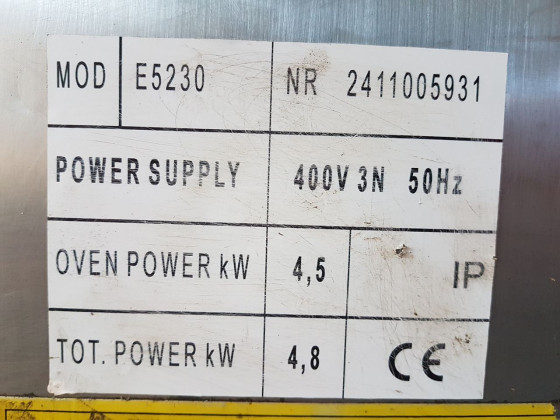 MOD E5230 NR 2411005931
POWER SUPPLY 400V 3N 50Hz
OVEN POWER kW 4,5 IP
TOT. POWER kW 4,8 CE